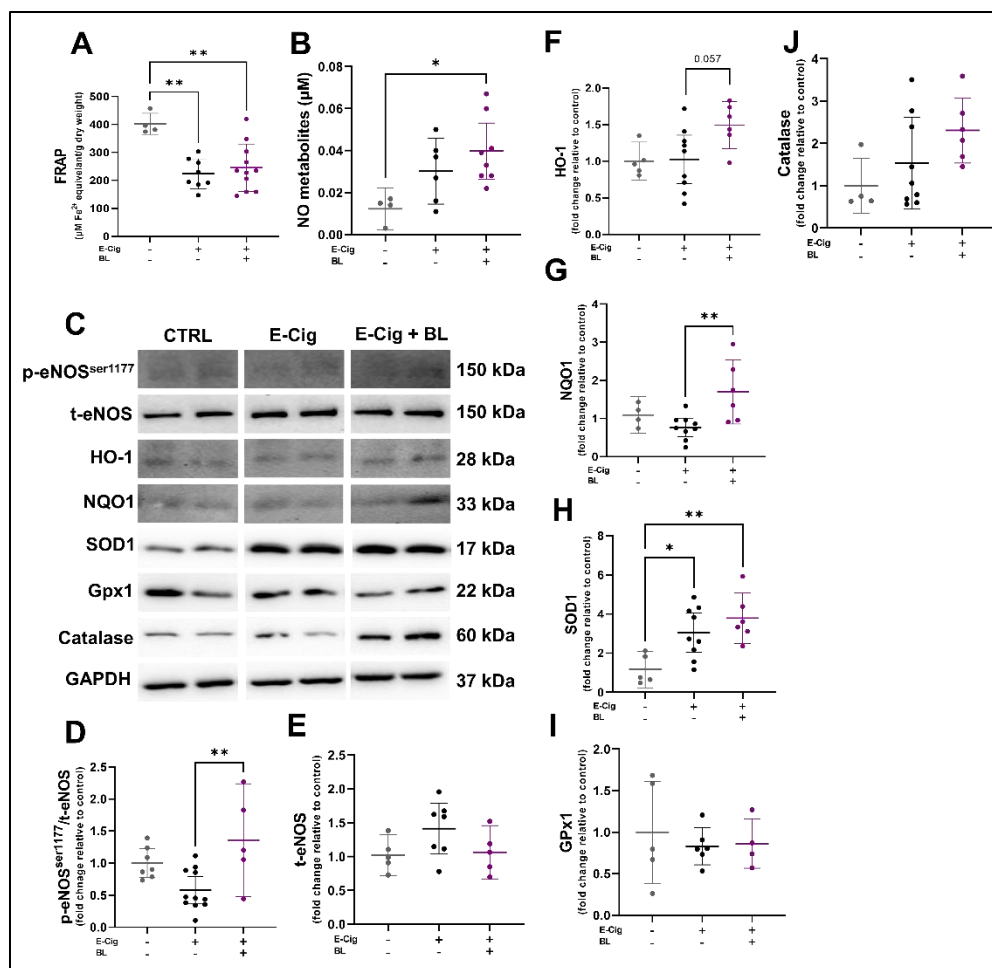 A
**
**
FRAP
(µM Fe²⁺ equivelant/g dry weight)
500
400
300
200
100
0
E-Cig - + +
BL - - +
B
*
NO metabolites (µM)
0.08
0.06
0.04
0.02
0.00
E-Cig - + +
BL - - +
F
0.057
HO-1
(fold change relative to control)
2.0
1.5
1.0
0.5
0.0
E-Cig - + +
BL - - +
J
Catalase
(fold change relative to control)
4
3
2
1
0
E-Cig - + +
BL - - +
C
CTRL E-Cig E-Cig + BL
p-eNOSser1177 150 kDa
t-eNOS 150 kDa
HO-1 28 kDa
NQO1 33 kDa
SOD1 17 kDa
Gpx1 22 kDa
Catalase 60 kDa
GAPDH 37 kDa
G
**
NQO1
(fold change relative to control)
4
3
2
1
0
E-Cig - + +
BL - - +
H
**
*
SOD1
(fold change relative to control)
8
6
4
2
0
E-Cig - + +
BL - - +
D
**
p-eNOSser1177/t-eNOS
(fold chnage relative to control)
2.5
2.0
1.5
1.0
0.5
0.0
E-Cig - + +
BL - - +
E
t-eNOS
(fold change relative to control)
2.5
2.0
1.5
1.0
0.5
0.0
E-Cig - + +
BL - - +
I
GPx1
(fold change relative to control)
2.0
1.5
1.0
0.5
0.0
E-Cig - + +
BL - - +